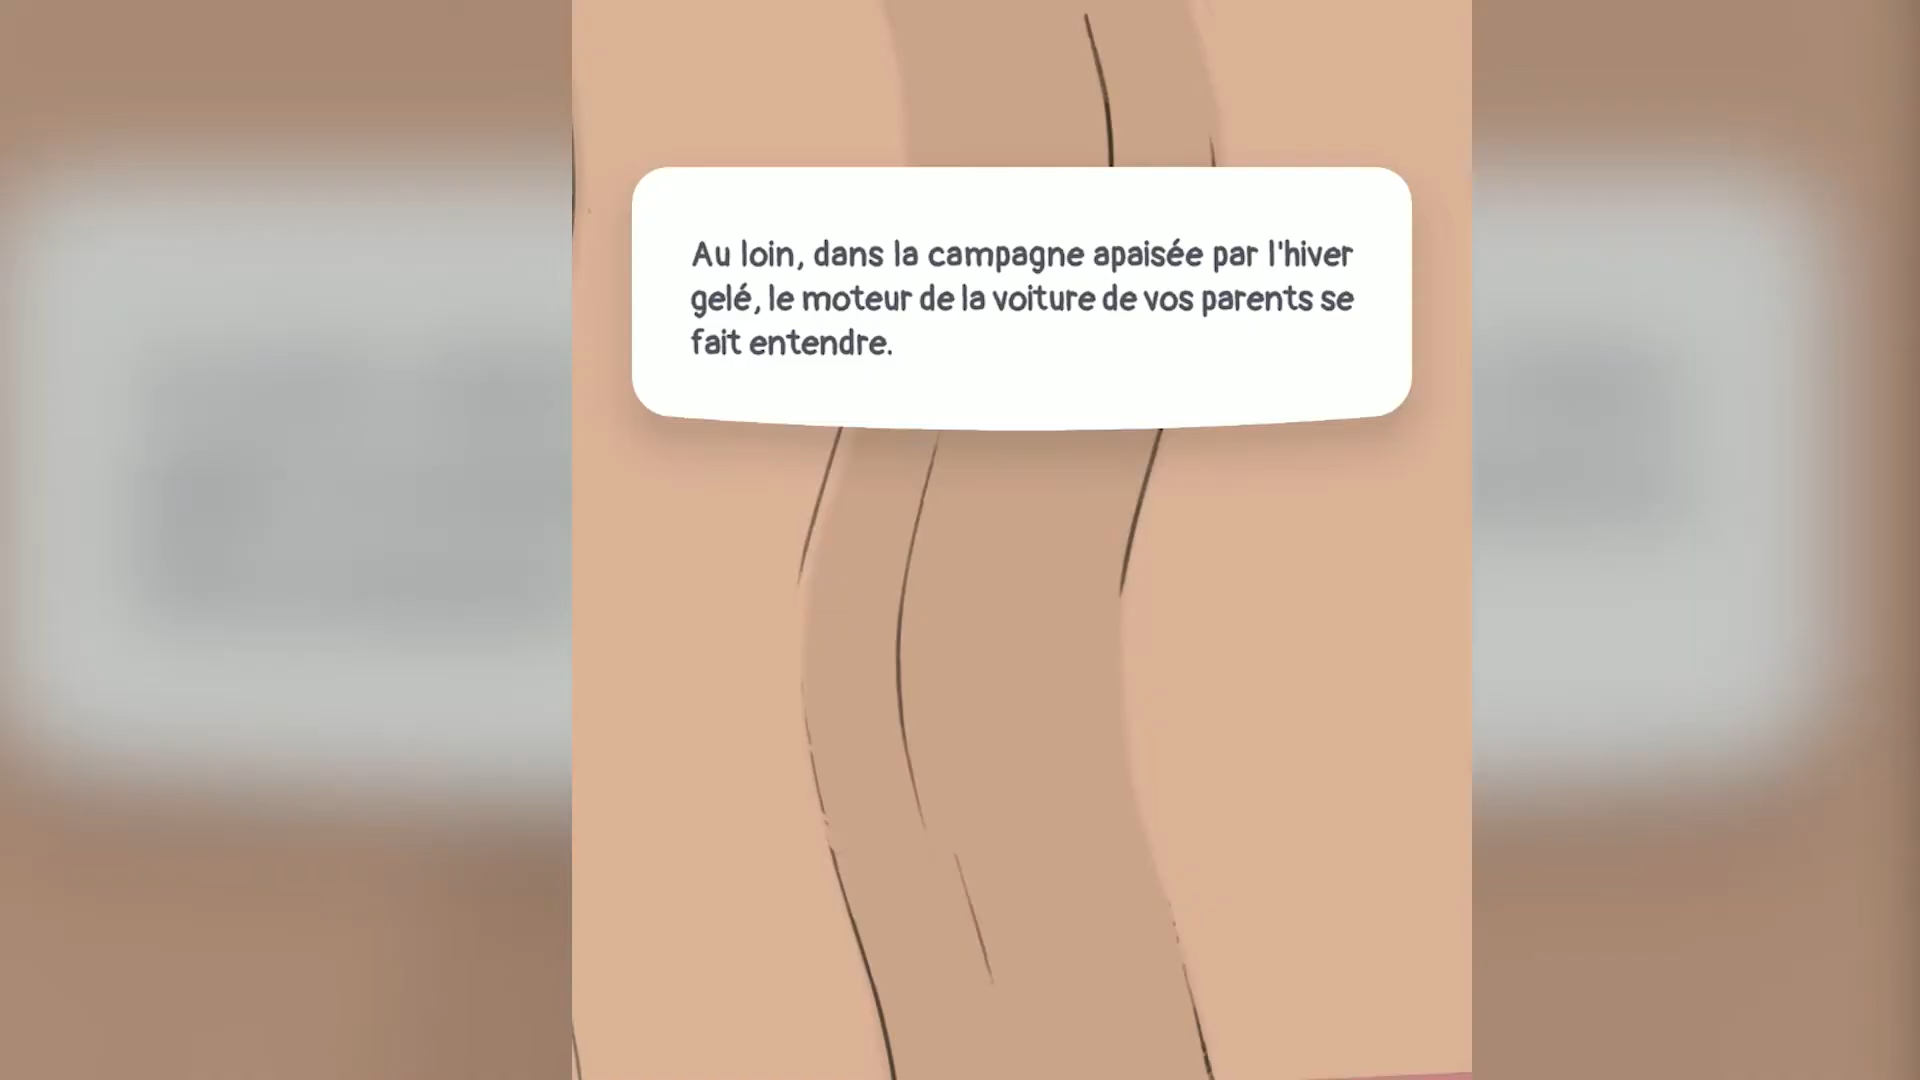 Au loin, dans la campagne apaisée par l'hiver
gelé, le moteur de la voiture de vos parents se
fait entendre.